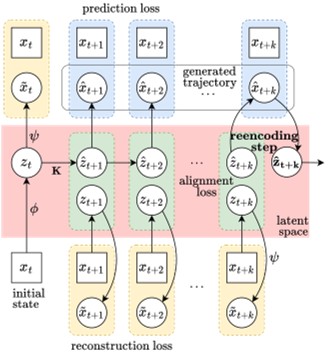 prediction loss
x_t x_{t+1} x_{t+2} x_{t+k}
generated
trajectory
...
x̃_t x̂_{t+1} x̂_{t+2} x̂_{t+k}
ψ
reencoding
step
z_t K ẑ_{t+1} ẑ_{t+2} ... ẑ_{t+k} ẑ_{t+k}
alignment
loss
z_{t+1} z_{t+2} z_{t+k}
ϕ
latent
space
ψ
x_t x_{t+1} x_{t+2} ... x_{t+k}
initial
state
x̃_{t+1} x̃_{t+2} x̃_{t+k}
reconstruction loss